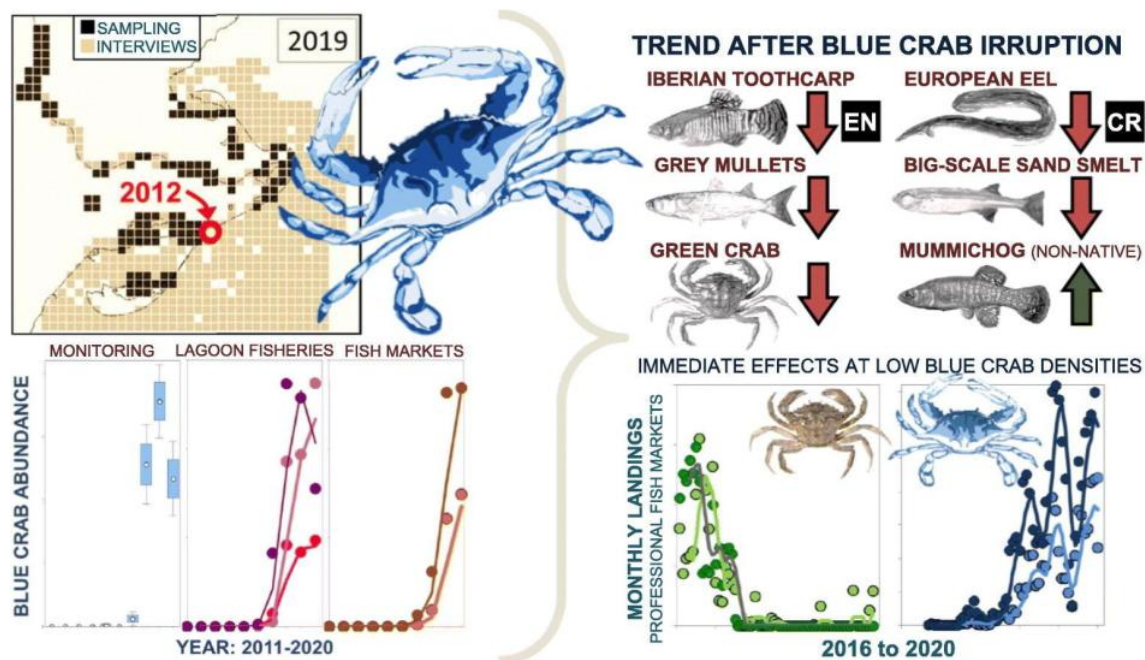 SAMPLING
INTERVIEWS
2019
2012
MONITORING
LAGOON FISHERIES
FISH MARKETS
BLUE CRAB ABUNDANCE
YEAR: 2011-2020
TREND AFTER BLUE CRAB IRRUPTION
IBERIAN TOOTHCARP
EN
EUROPEAN EEL
CR
GREY MULLETS
BIG-SCALE SAND SMELT
GREEN CRAB
MUMMICHOG (NON-NATIVE)
IMMEDIATE EFFECTS AT LOW BLUE CRAB DENSITIES
MONTHLY LANDINGS
PROFESSIONAL FISH MARKETS
2016 to 2020